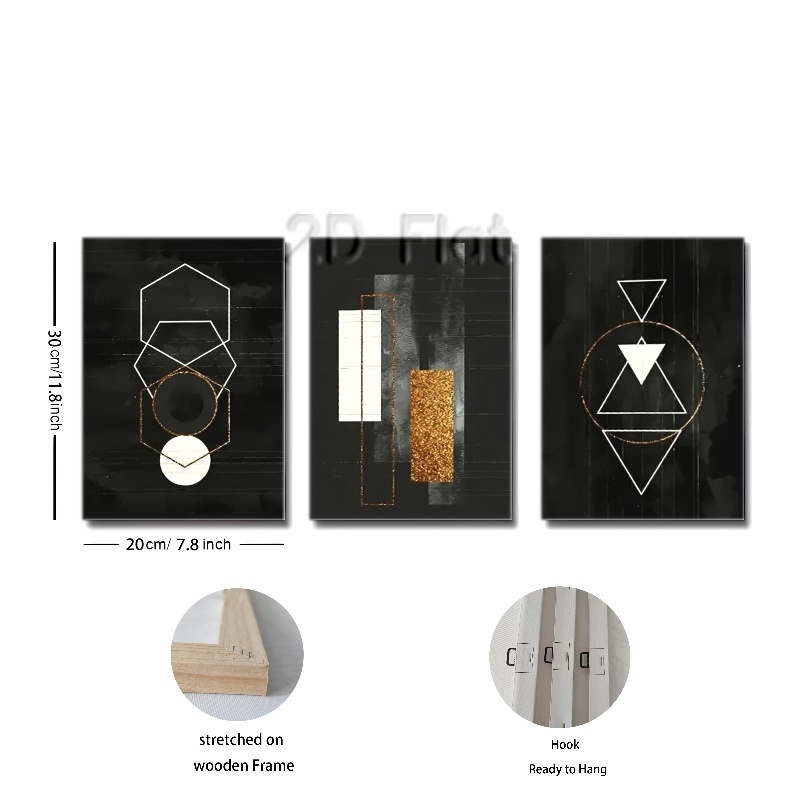 2D Flat
30cm/11.8inch
20cm/ 7.8 inch
stretched on
wooden Frame
Hook
Ready to Hang